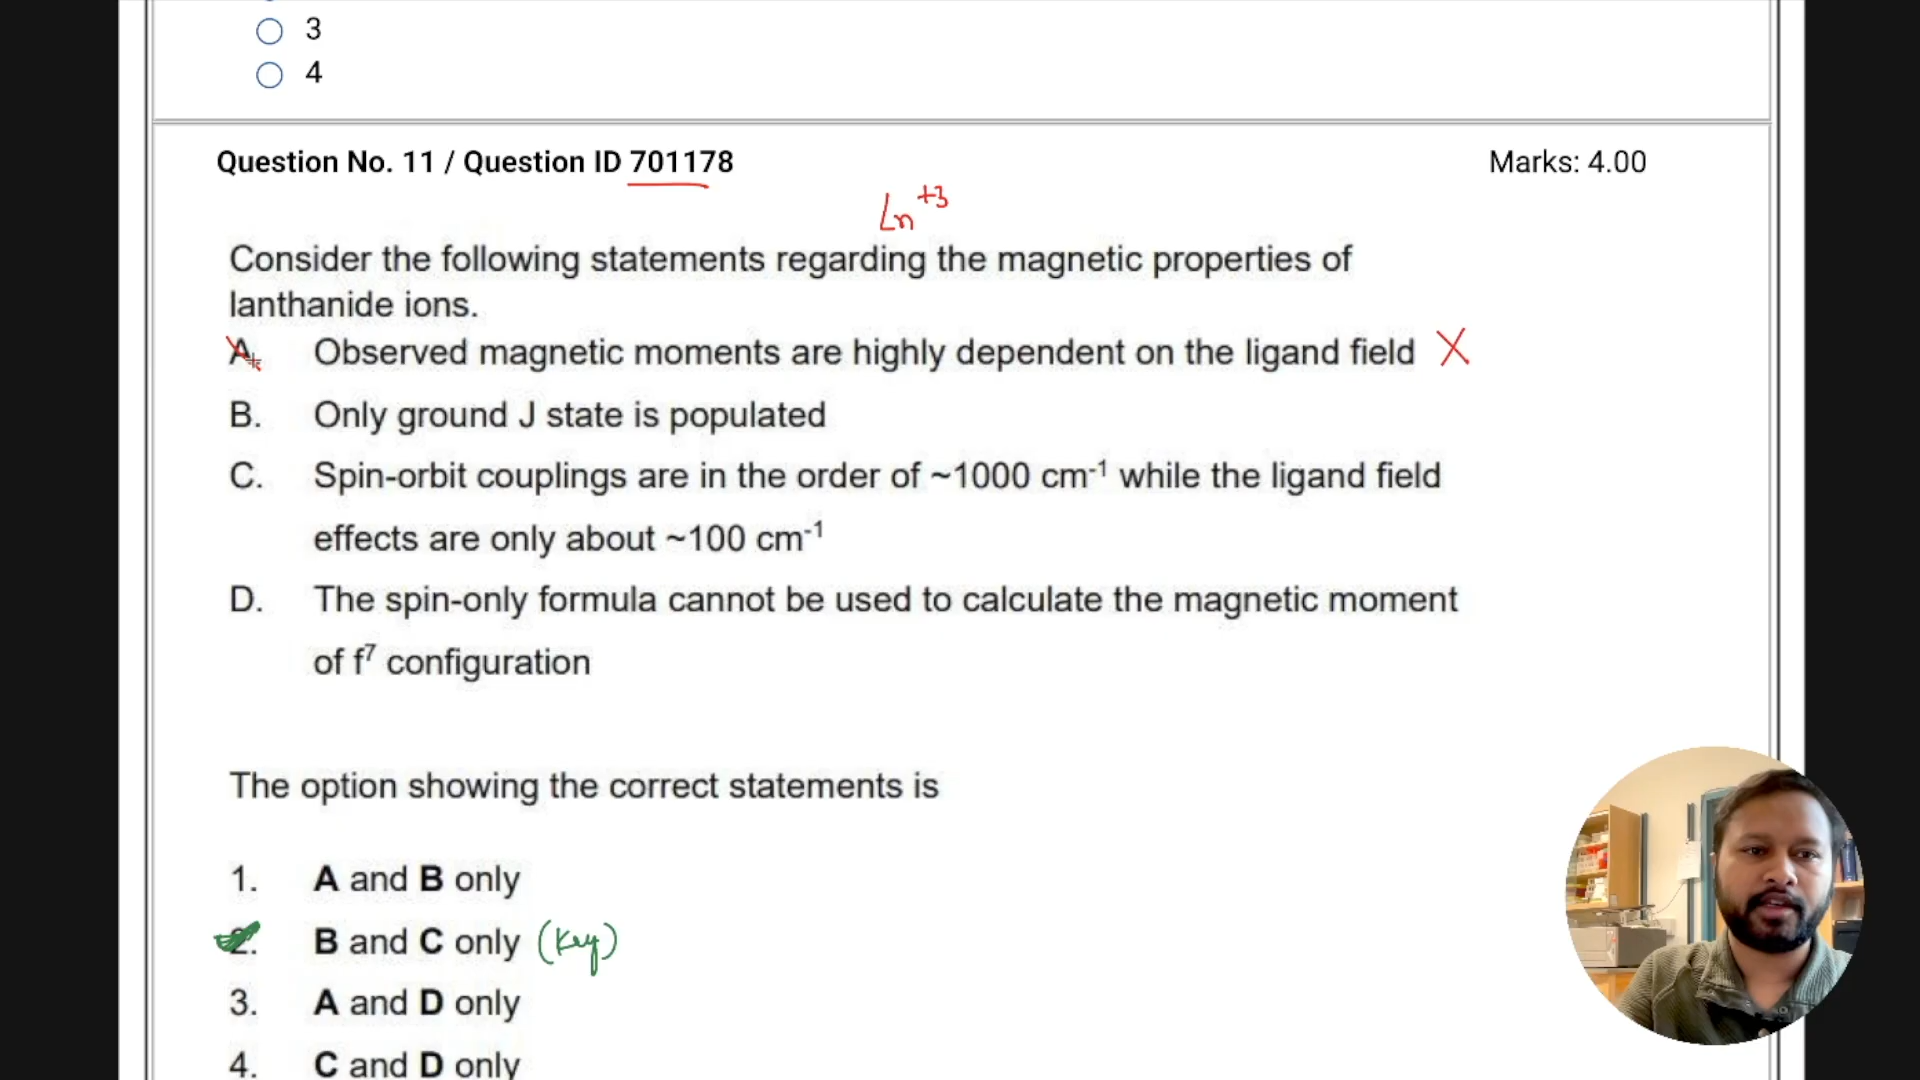 3
4
Question No. 11 / Question ID 701178
Marks: 4.00
Ln+3
Consider the following statements regarding the magnetic properties of
lanthanide ions.
A. Observed magnetic moments are highly dependent on the ligand field X
B. Only ground J state is populated
C. Spin-orbit couplings are in the order of ~1000 cm-1 while the ligand field
effects are only about ~100 cm-1
D. The spin-only formula cannot be used to calculate the magnetic moment
of f7 configuration
The option showing the correct statements is
1. A and B only
2. B and C only (key)
3. A and D only
4. C and D only